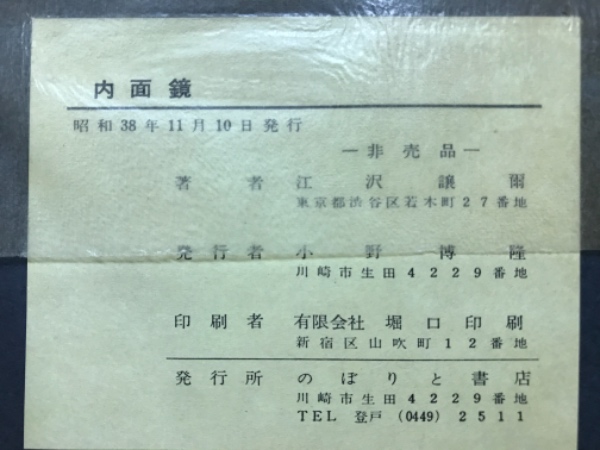 内面鏡
昭和38年11月10日発行
―非売品―
著者 江沢譲爾
東京都渋谷区若木町27番地
発行者 小野博隆
川崎市生田4229番地
印刷者 有限会社 堀口印刷
新宿区山吹町12番地
発行所 のぼりと書店
川崎市生田4229番地
TEL 登戸 (0449) 2511